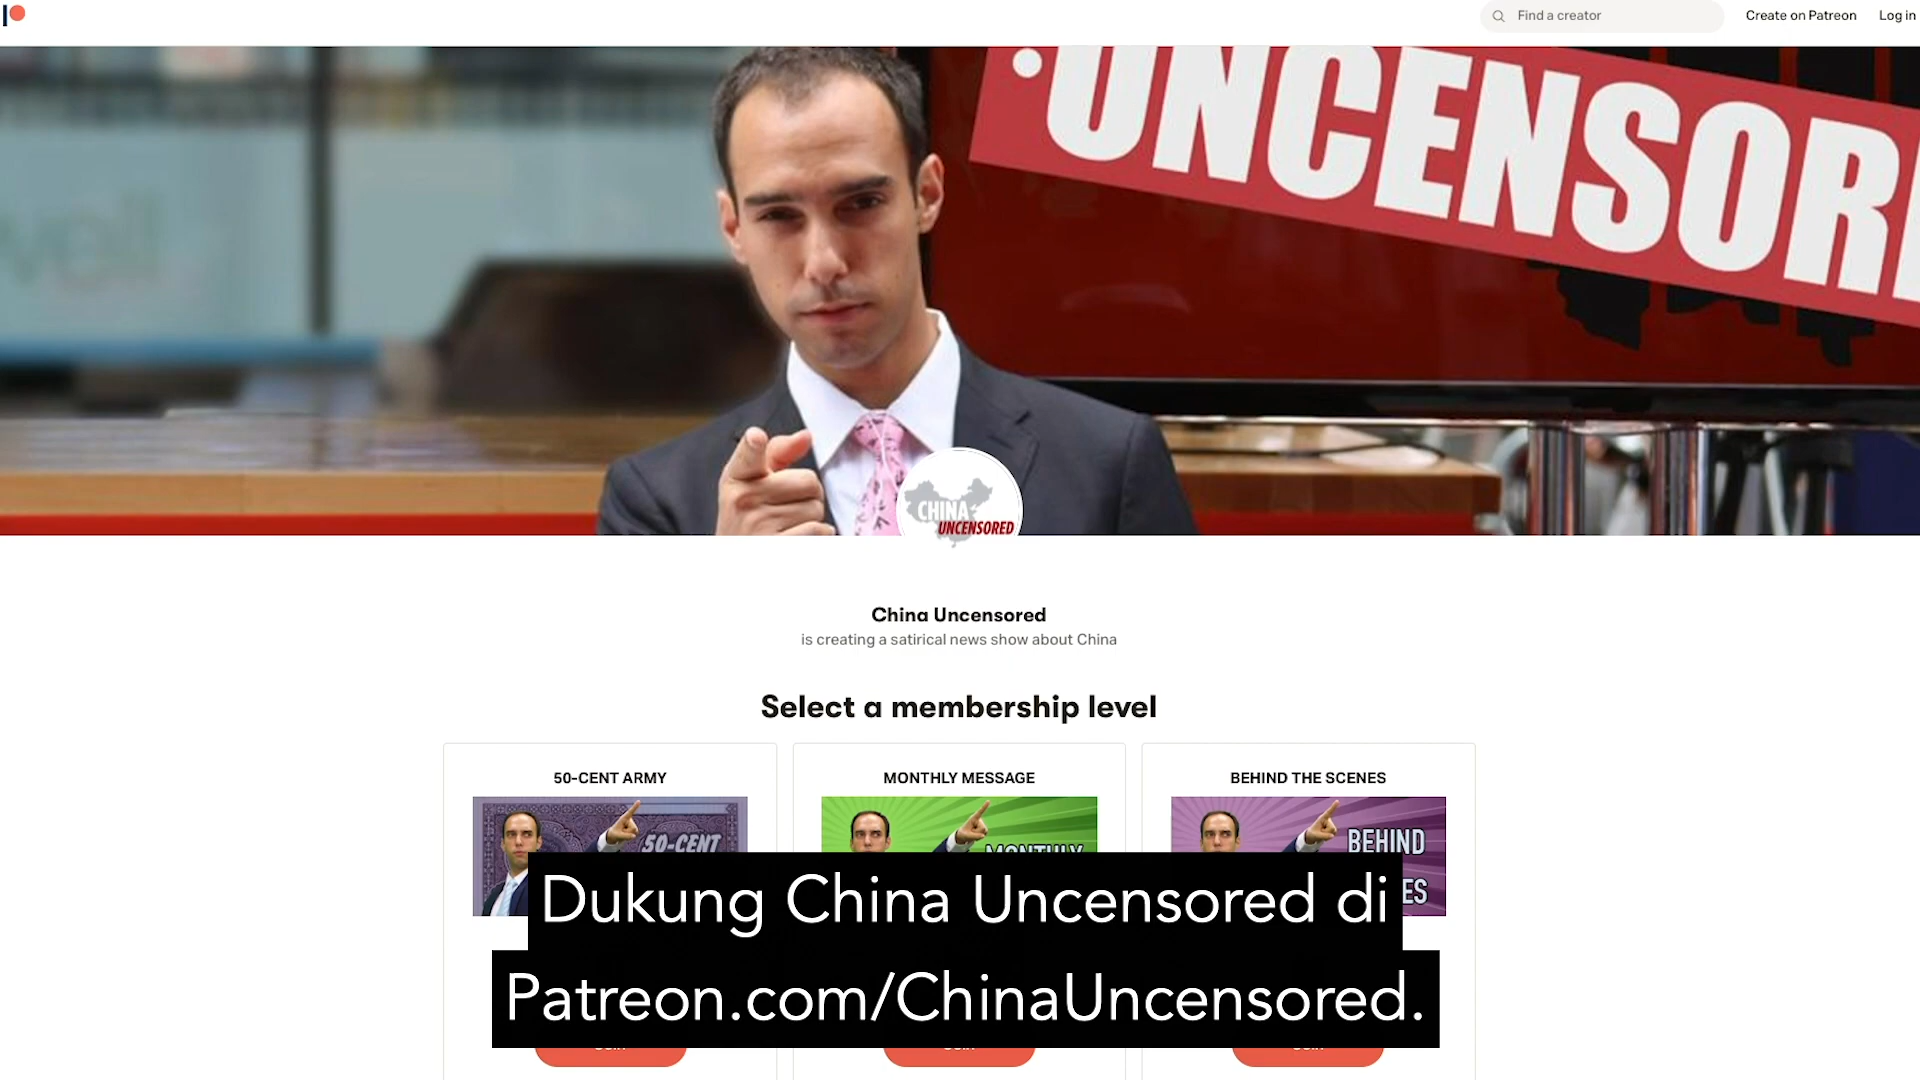 Find a creator
Create on Patreon
Log in
UNCENSOR
CHINA
UNCENSORED
China Uncensored
is creating a satirical news show about China
Select a membership level
50-CENT ARMY
MONTHLY MESSAGE
BEHIND THE SCENES
50-CENT
MONTHLY
BEHIND
Dukung China Uncensored di
Patreon.com/ChinaUncensored.